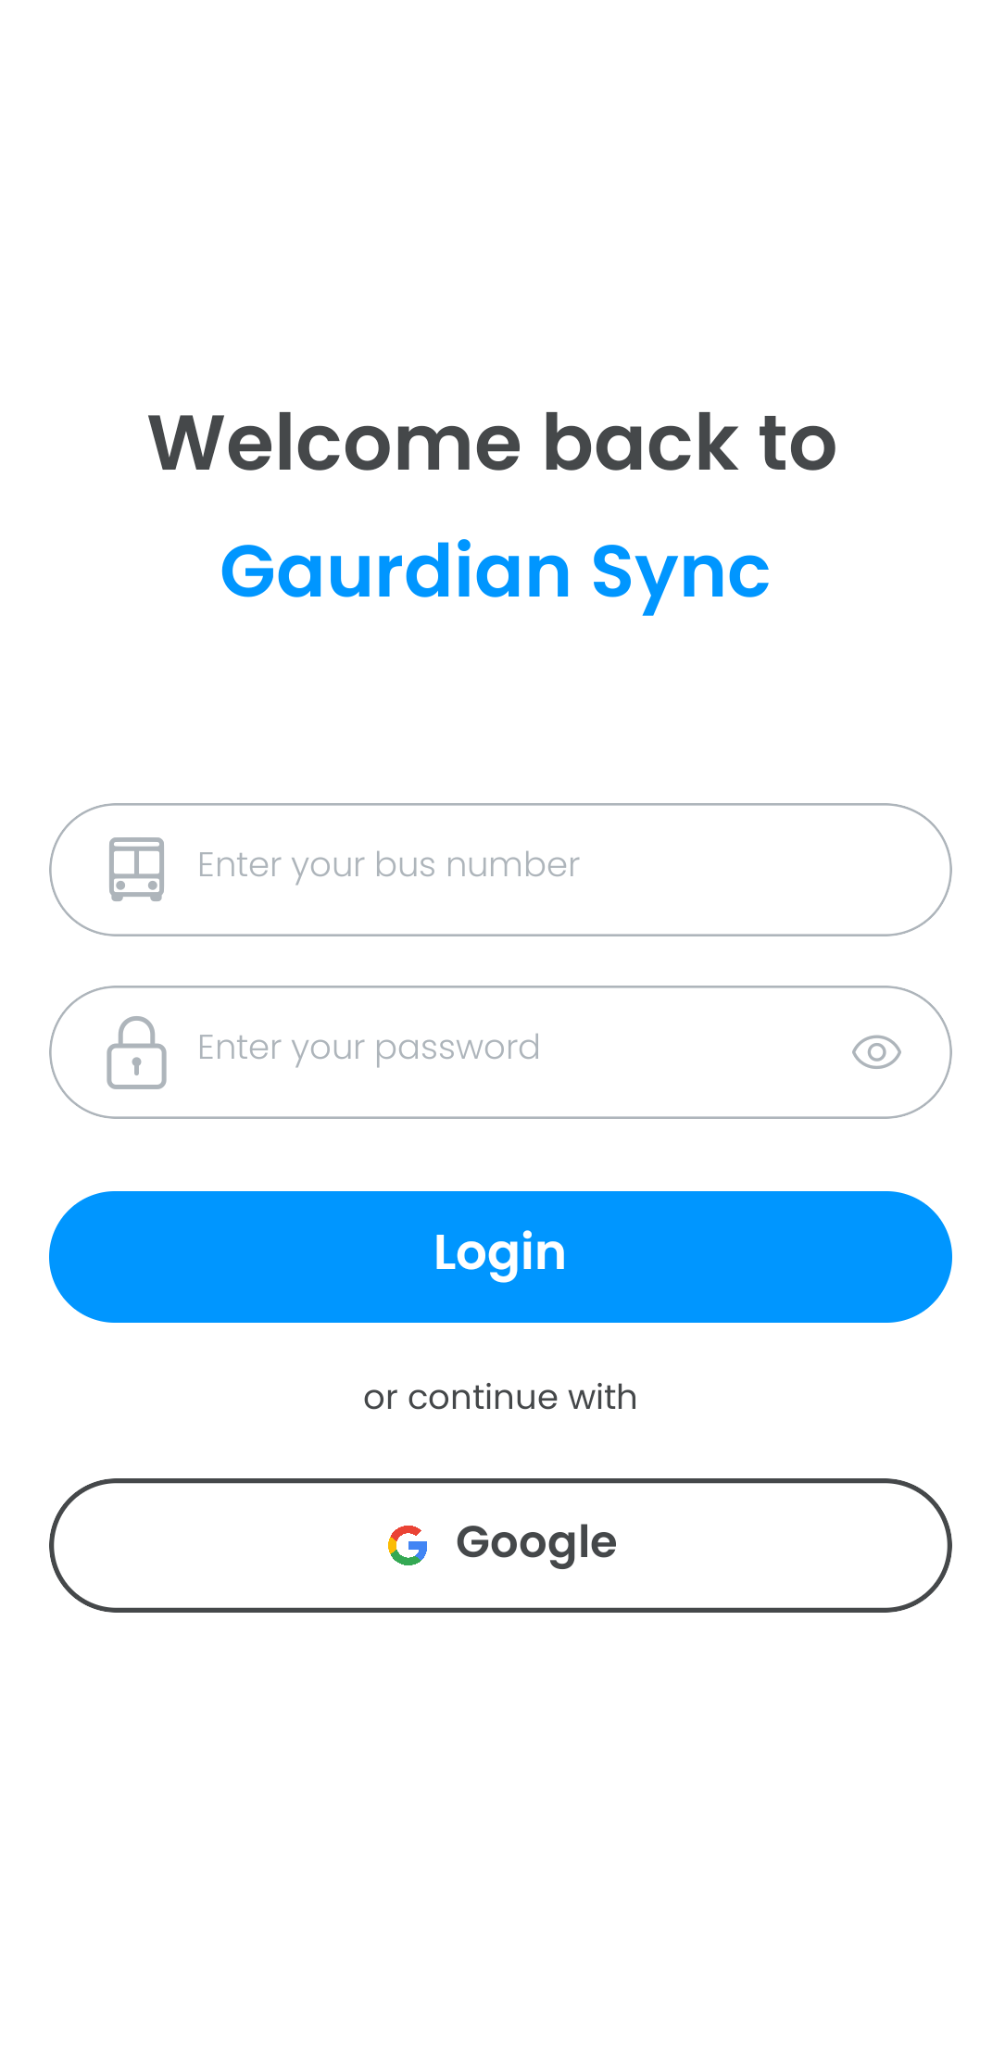 Welcome back to
Gaurdian Sync
Enter your bus number
Enter your password
Login
or continue with
Google